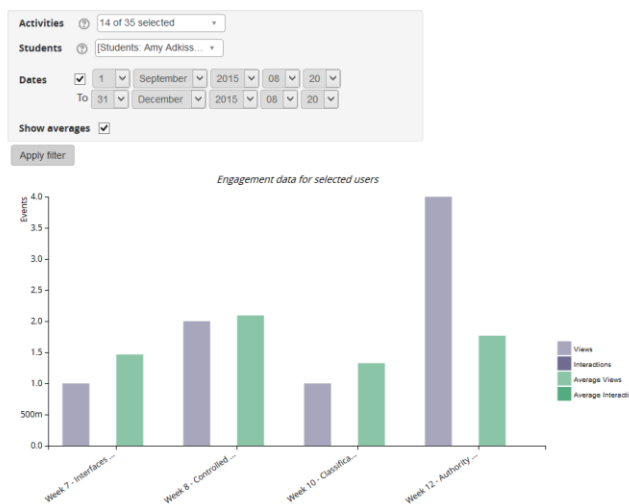 Activities 14 of 35 selected
Students [Students: Amy Adkiss...
Dates 1 September 2015 08 20
To 31 December 2015 08 20
Show averages
Apply filter
Engagement data for selected users
Events
4.0
3.5
3.0
2.5
2.0
1.5
1.0
500m
0.0
Week 7 - Interfaces ...
Week 8 - Controlled ...
Week 10 - Classifica...
Week 12 - Authority ...
Views
Interactions
Average Views
Average Interacti